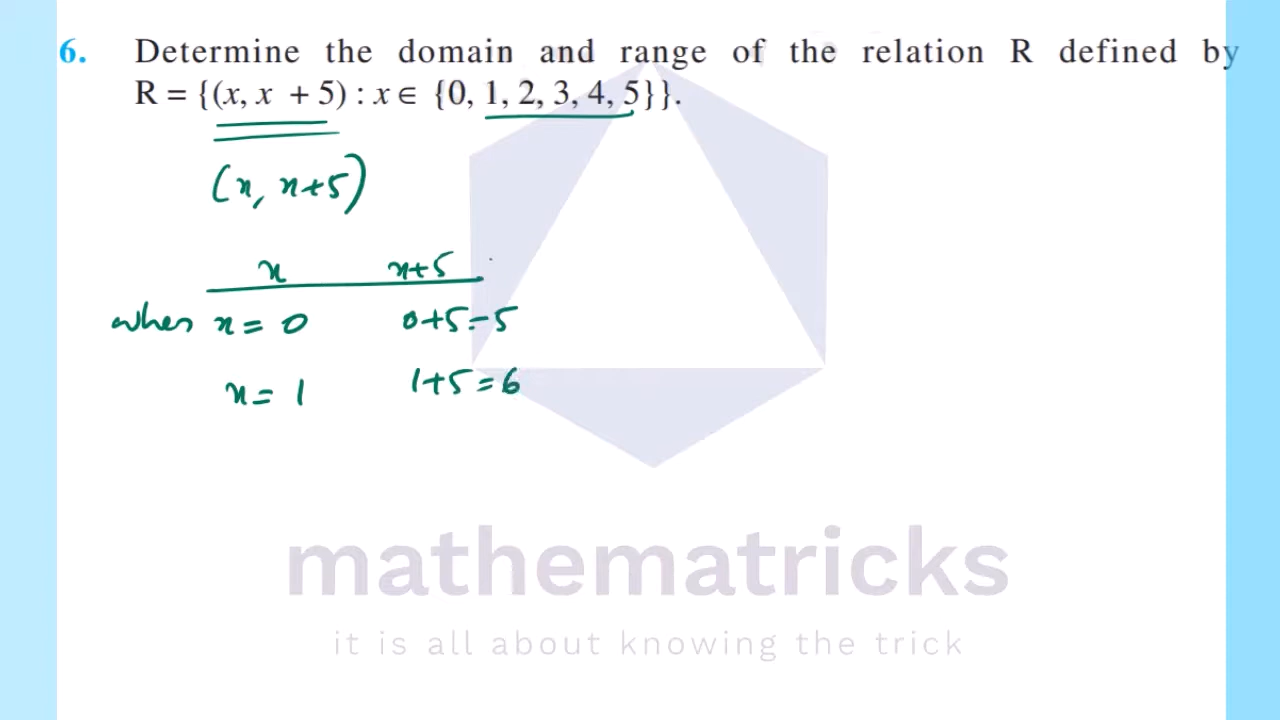 6. Determine the domain and range of the relation R defined by
R = {(x, x + 5) : x ∈ {0, 1, 2, 3, 4, 5}}.
(x, x+5)
x x+5
when x = 0 0+5=5
x = 1 1+5=6
mathematricks
it is all about knowing the trick